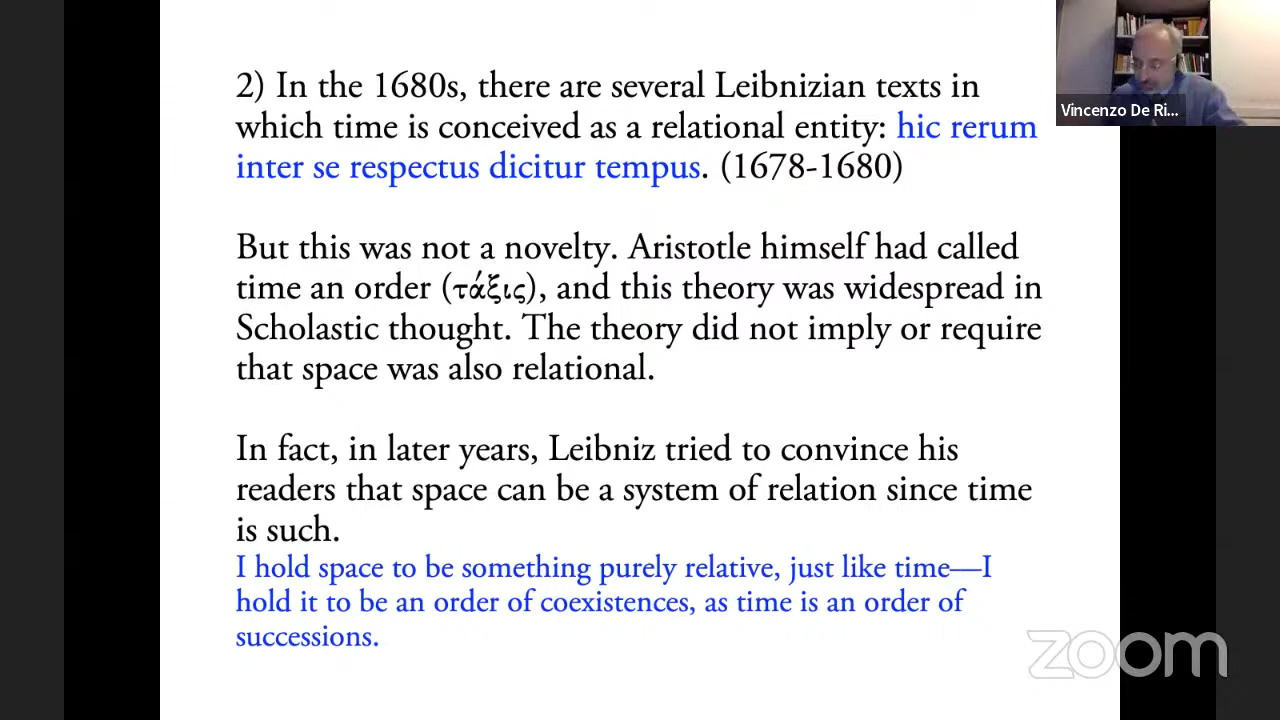 2) In the 1680s, there are several Leibnizian texts in
which time is conceived as a relational entity: hic rerum
inter se respectus dicitur tempus. (1678-1680)
But this was not a novelty. Aristotle himself had called
time an order (τάξις), and this theory was widespread in
Scholastic thought. The theory did not imply or require
that space was also relational.
In fact, in later years, Leibniz tried to convince his
readers that space can be a system of relation since time
is such.
I hold space to be something purely relative, just like time—I
hold it to be an order of coexistences, as time is an order of
successions.
Vincenzo De Ri...
zoom